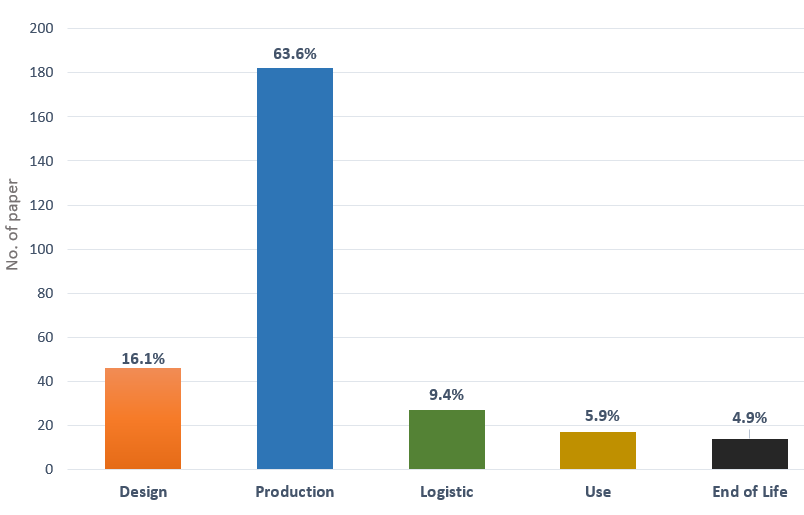 No. of paper
200
180
160
140
120
100
80
60
40
20
0
16.1%
63.6%
9.4%
5.9%
4.9%
Design
Production
Logistic
Use
End of Life